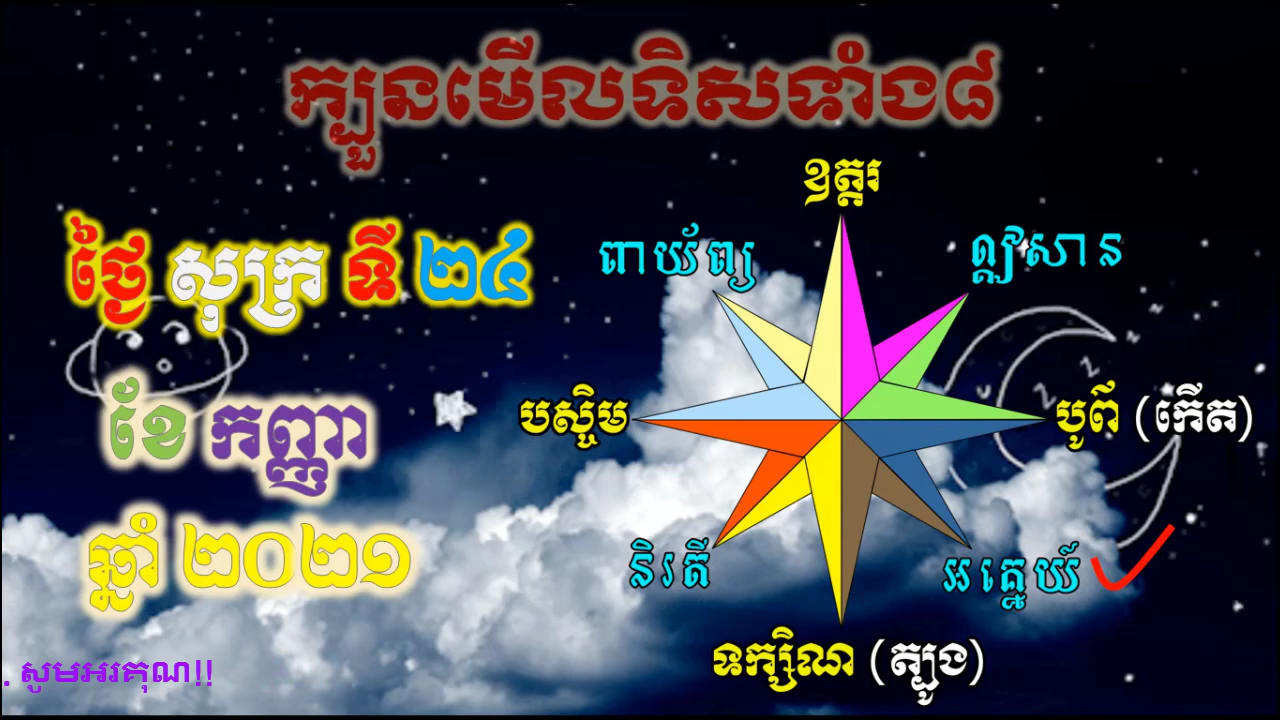 ក្បួនមើលទិសទាំង៨
ឧត្តរ
ពាយ័ព្យ
ឦសាន
ថ្ងៃ សុក្រ ទី ២៤
បស្ចិម
បូព៌ា (កើត)
ខែ កញ្ញា
ឆ្នាំ ២០២១
និរតី
អគ្នេយ៍
ទក្សិណ (ត្បូង)
. សូមអរគុណ!!